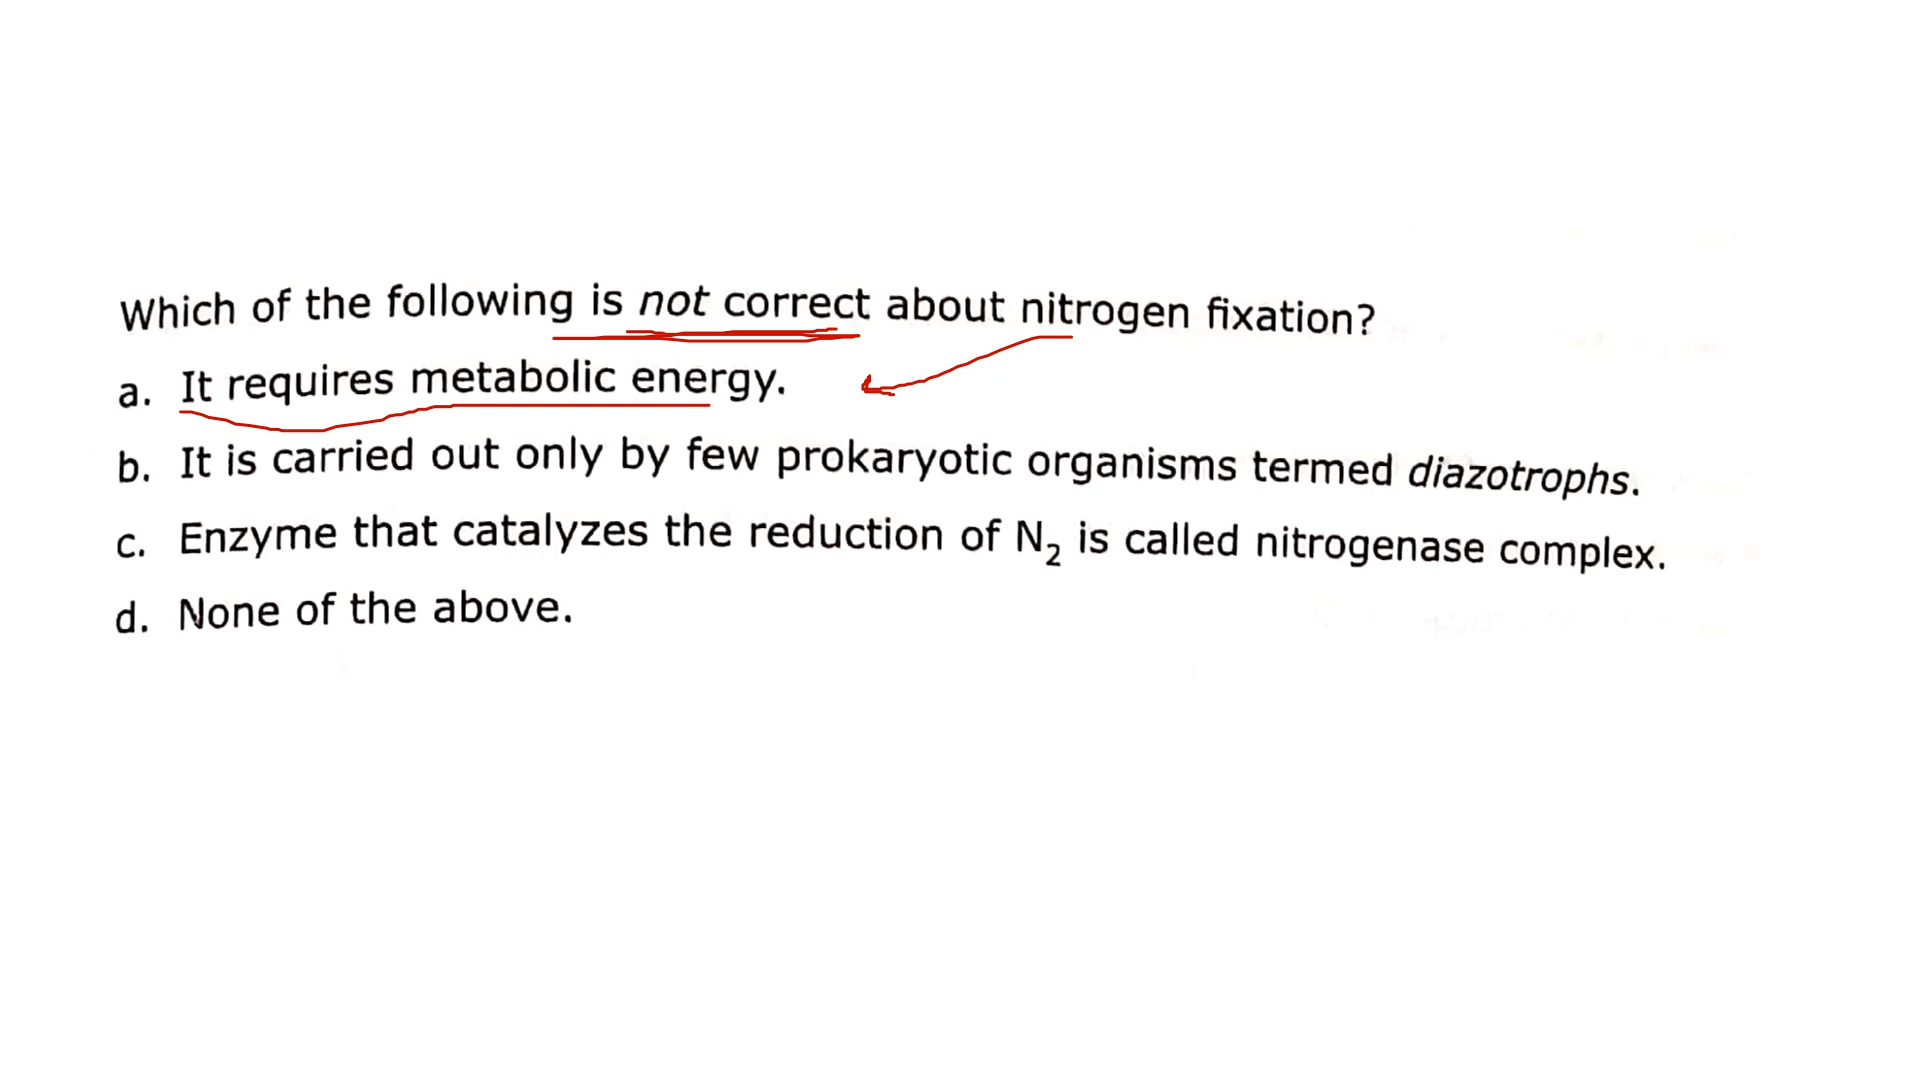 Which of the following is not correct about nitrogen fixation?
a. It requires metabolic energy.
b. It is carried out only by few prokaryotic organisms termed diazotrophs.
c. Enzyme that catalyzes the reduction of N₂ is called nitrogenase complex.
d. None of the above.